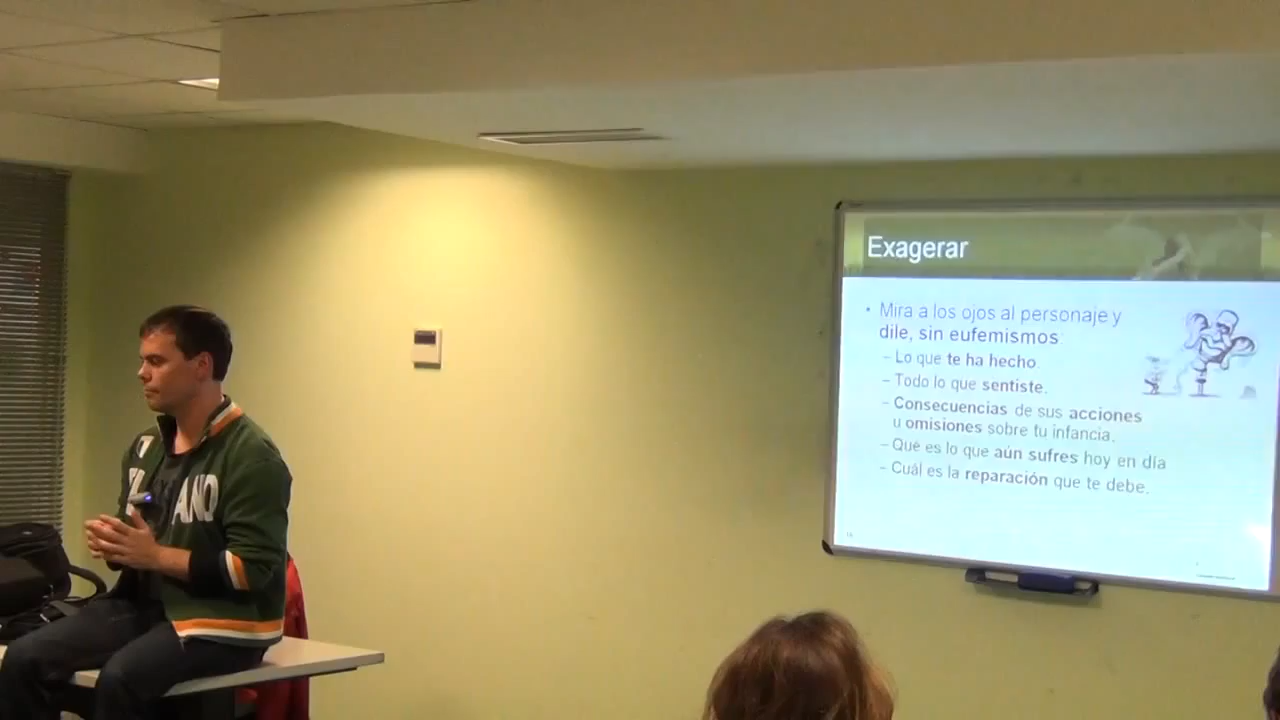 Exagerar
• Mira a los ojos al personaje y
dile, sin eufemismos:
– Lo que te ha hecho.
– Todo lo que sentiste.
– Consecuencias de sus acciones
u omisiones sobre tu infancia.
– Qué es lo que aún sufres hoy en día
– Cuál es la reparación que te debe.
ANO